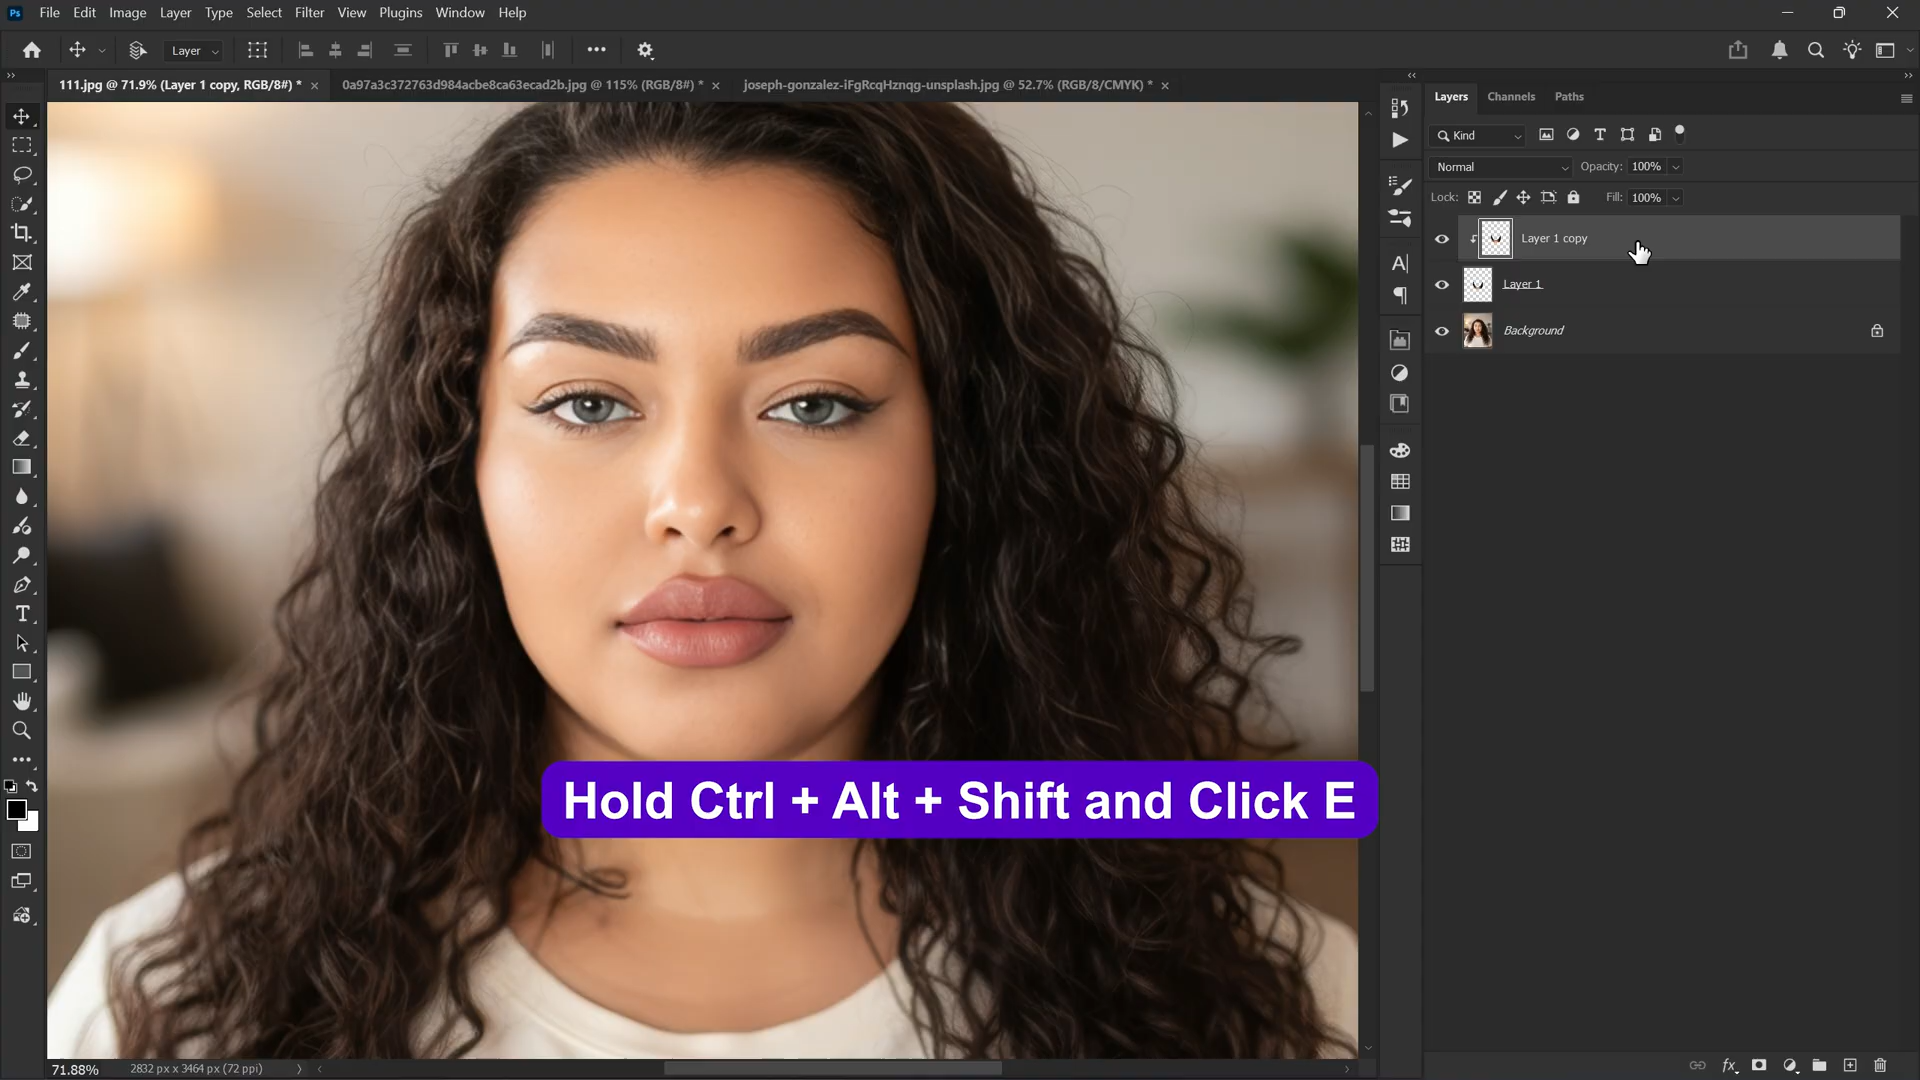 Ps File Edit Image Layer Type Select Filter View Plugins Window Help
Layer
111.jpg @ 71.9% (Layer 1 copy, RGB/8#) * 0a97a3c372763d984acbe8ca63ecad2b.jpg @ 115% (RGB/8#) * joseph-gonzalez-iFgRcqHznqg-unsplash.jpg @ 52.7% (RGB/8/CMYK) *
Layers Channels Paths
Kind
Normal Opacity: 100%
Lock: Fill: 100%
Layer 1 copy
Layer 1
Background
Hold Ctrl + Alt + Shift and Click E
71.88% 2832 px x 3464 px (72 ppi)